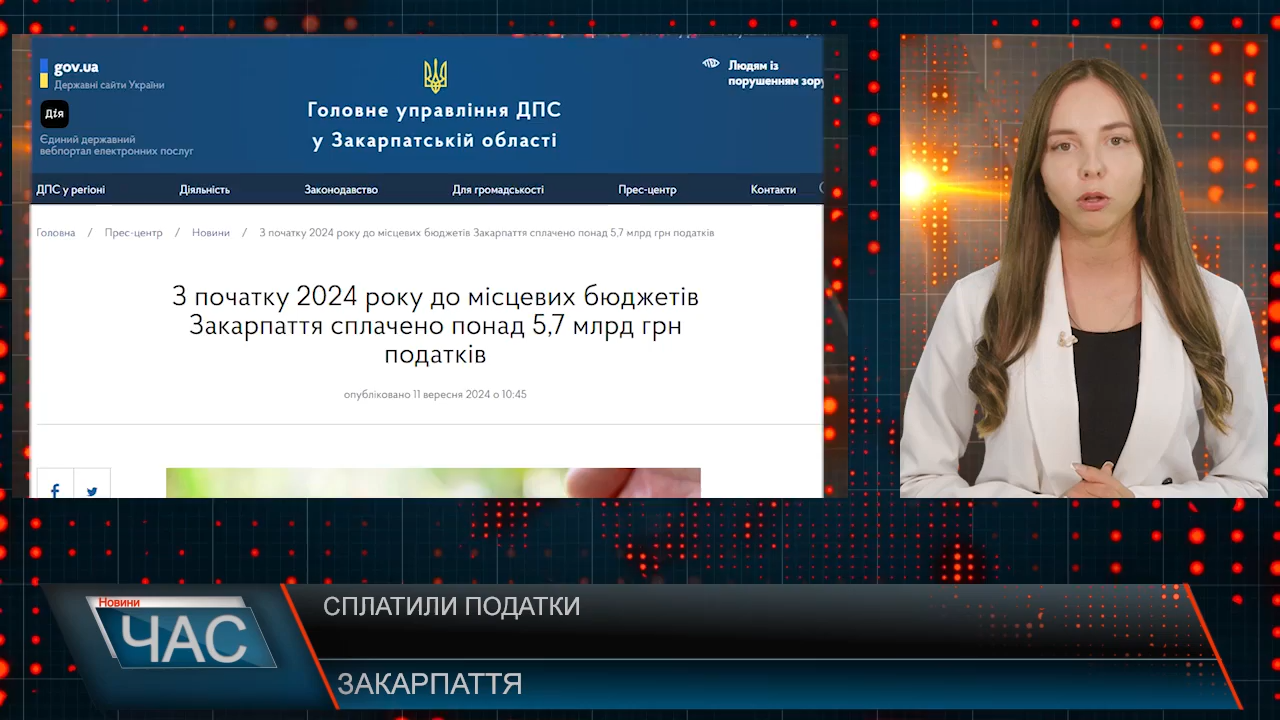 gov.ua
Державні сайти України
Дія
Єдиний державний
вебпортал електронних послуг
Головне управління ДПС
у Закарпатській області
Людям із
порушенням зору
ДПС у регіоні
Діяльність
Законодавство
Для громадськості
Прес-центр
Контакти
Головна / Прес-центр / Новини / З початку 2024 року до місцевих бюджетів Закарпаття сплачено понад 5,7 млрд грн податків
З початку 2024 року до місцевих бюджетів
Закарпаття сплачено понад 5,7 млрд грн
податків
опубліковано 11 вересня 2024 о 10:45
Новини
ЧАС
СПЛАТИЛИ ПОДАТКИ
ЗАКАРПАТТЯ